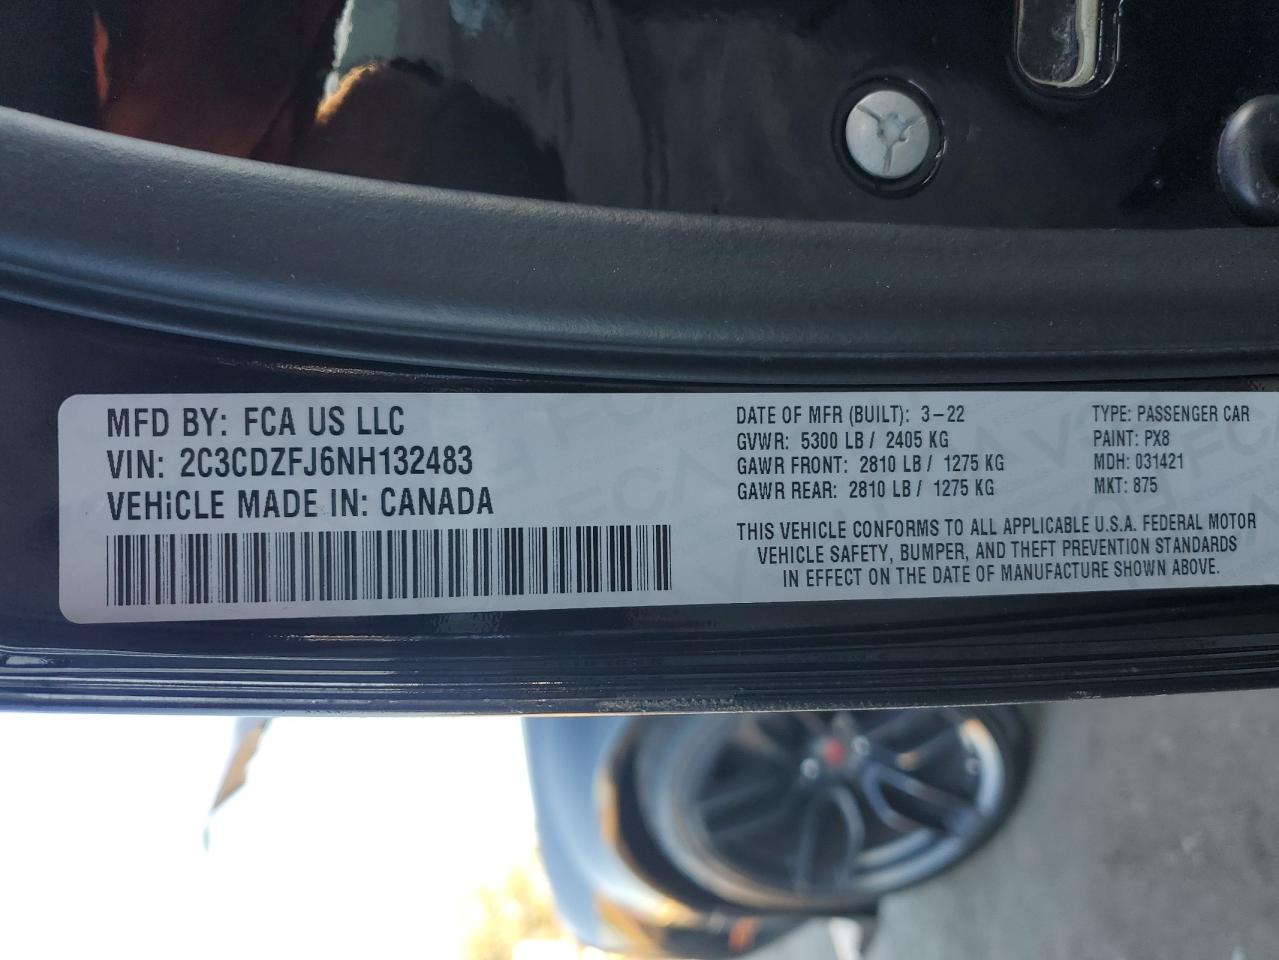 MFD BY: FCA US LLC
VIN: 2C3CDZFJ6NH132483
VEHiCLE MADE IN: CANADA
DATE OF MFR (BUILT): 3-22
GVWR: 5300 LB / 2405 KG
GAWR FRONT: 2810 LB / 1275 KG
GAWR REAR: 2810 LB / 1275 KG
TYPE: PASSENGER CAR
PAINT: PX8
MDH: 031421
MKT: 875
THIS VEHICLE CONFORMS TO ALL APPLICABLE U.S.A. FEDERAL MOTOR
VEHICLE SAFETY, BUMPER, AND THEFT PREVENTION STANDARDS
IN EFFECT ON THE DATE OF MANUFACTURE SHOWN ABOVE.